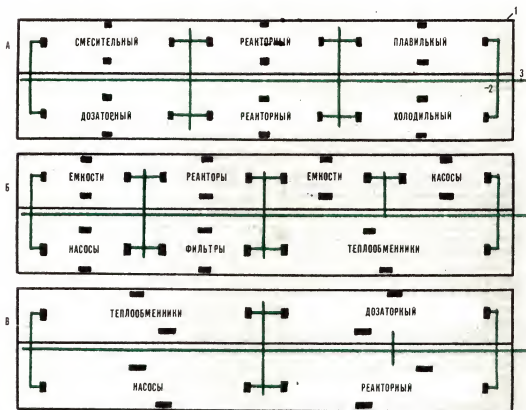 1
А
СМЕСИТЕЛЬНЫЙ РЕАКТОРНЫЙ ПЛАВИЛЬНЫЙ
3
2
ДОЗАТОРНЫЙ РЕАКТОРНЫЙ ХОЛОДИЛЬНЫЙ
Б
ЕМКОСТИ РЕАКТОРЫ ЕМКОСТИ НАСОСЫ
НАСОСЫ ФИЛЬТРЫ ТЕПЛООБМЕННИКИ
В
ТЕПЛООБМЕННИКИ ДОЗАТОРНЫЙ
НАСОСЫ РЕАКТОРНЫЙ